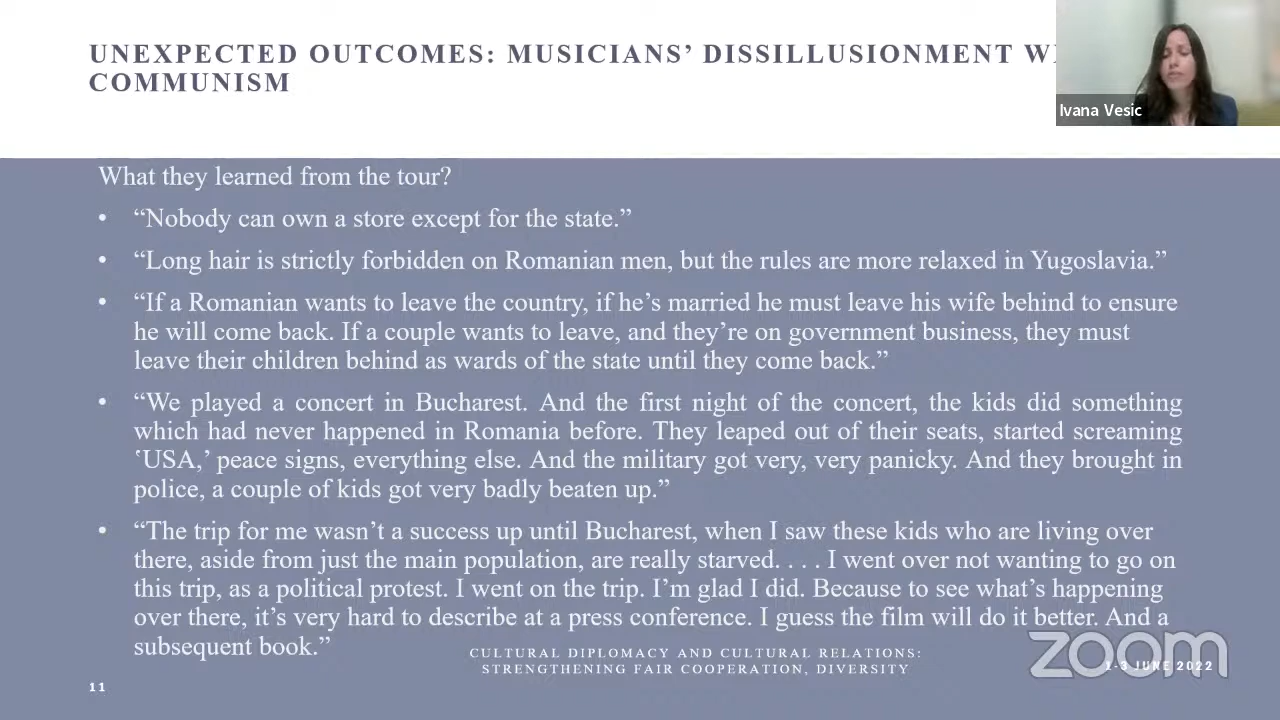 UNEXPECTED OUTCOMES: MUSICIANS’ DISSILLUSIONMENT
COMMUNISM
Ivana Vesic
What they learned from the tour?
• “Nobody can own a store except for the state.”
• “Long hair is strictly forbidden on Romanian men, but the rules are more relaxed in Yugoslavia.”
• “If a Romanian wants to leave the country, if he’s married he must leave his wife behind to ensure
he will come back. If a couple wants to leave, and they’re on government business, they must
leave their children behind as wards of the state until they come back.”
• “We played a concert in Bucharest. And the first night of the concert, the kids did something
which had never happened in Romania before. They leaped out of their seats, started screaming
‘USA,’ peace signs, everything else. And the military got very, very panicky. And they brought in
police, a couple of kids got very badly beaten up.”
• “The trip for me wasn’t a success up until Bucharest, when I saw these kids who are living over
there, aside from just the main population, are really starved. . . . I went over not wanting to go on
this trip, as a political protest. I went on the trip. I’m glad I did. Because to see what’s happening
over there, it’s very hard to describe at a press conference. I guess the film will do it better. And a
subsequent book.”
CULTURAL DIPLOMACY AND CULTURAL RELATIONS:
STRENGTHENING FAIR COOPERATION, DIVERSITY
zoom
1-3 JUNE 2022
11